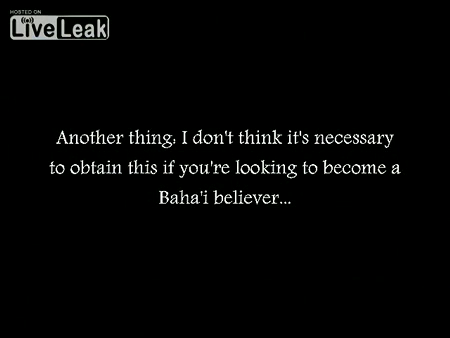 HOSTED ON
LiveLeak
Another thing: I don't think it's necessary
to obtain this if you're looking to become a
Baha'i believer...